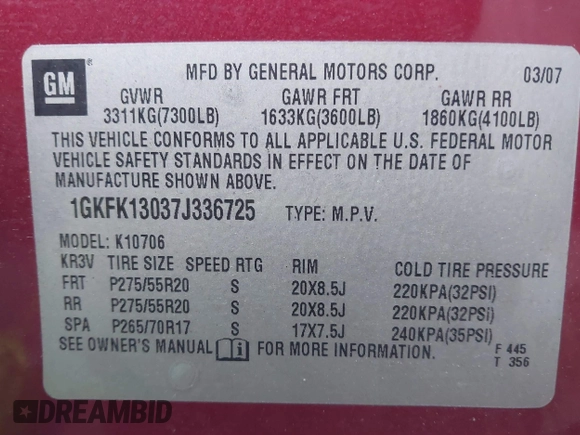 GM
MFD BY GENERAL MOTORS CORP. 03/07
GVWR GAWR FRT GAWR RR
3311KG(7300LB) 1633KG(3600LB) 1860KG(4100LB)
THIS VEHICLE CONFORMS TO ALL APPLICABLE U.S. FEDERAL MOTOR
VEHICLE SAFETY STANDARDS IN EFFECT ON THE DATE OF
MANUFACTURE SHOWN ABOVE.
1GKFK13037J336725 TYPE: M.P.V.
MODEL: K10706
KR3V TIRE SIZE SPEED RTG RIM COLD TIRE PRESSURE
FRT P275/55R20 S 20X8.5J 220KPA(32PSI)
RR P275/55R20 S 20X8.5J 220KPA(32PSI)
SPA P265/70R17 S 17X7.5J 240KPA(35PSI)
SEE OWNER'S MANUAL FOR MORE INFORMATION. F 445
T 356
DREAMBID